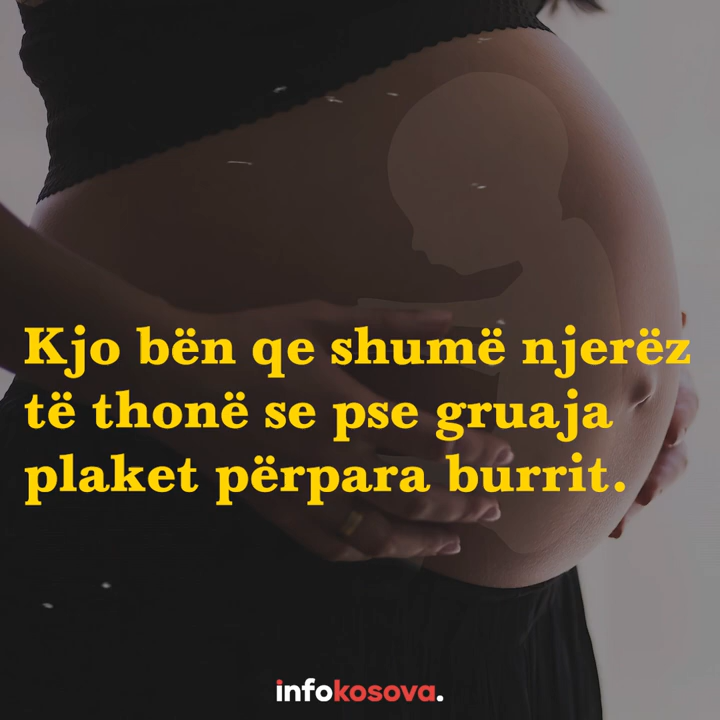 Kjo bën qe shumë njerëz
të thonë se pse gruaja
plaket përpara burrit.
infokosova.